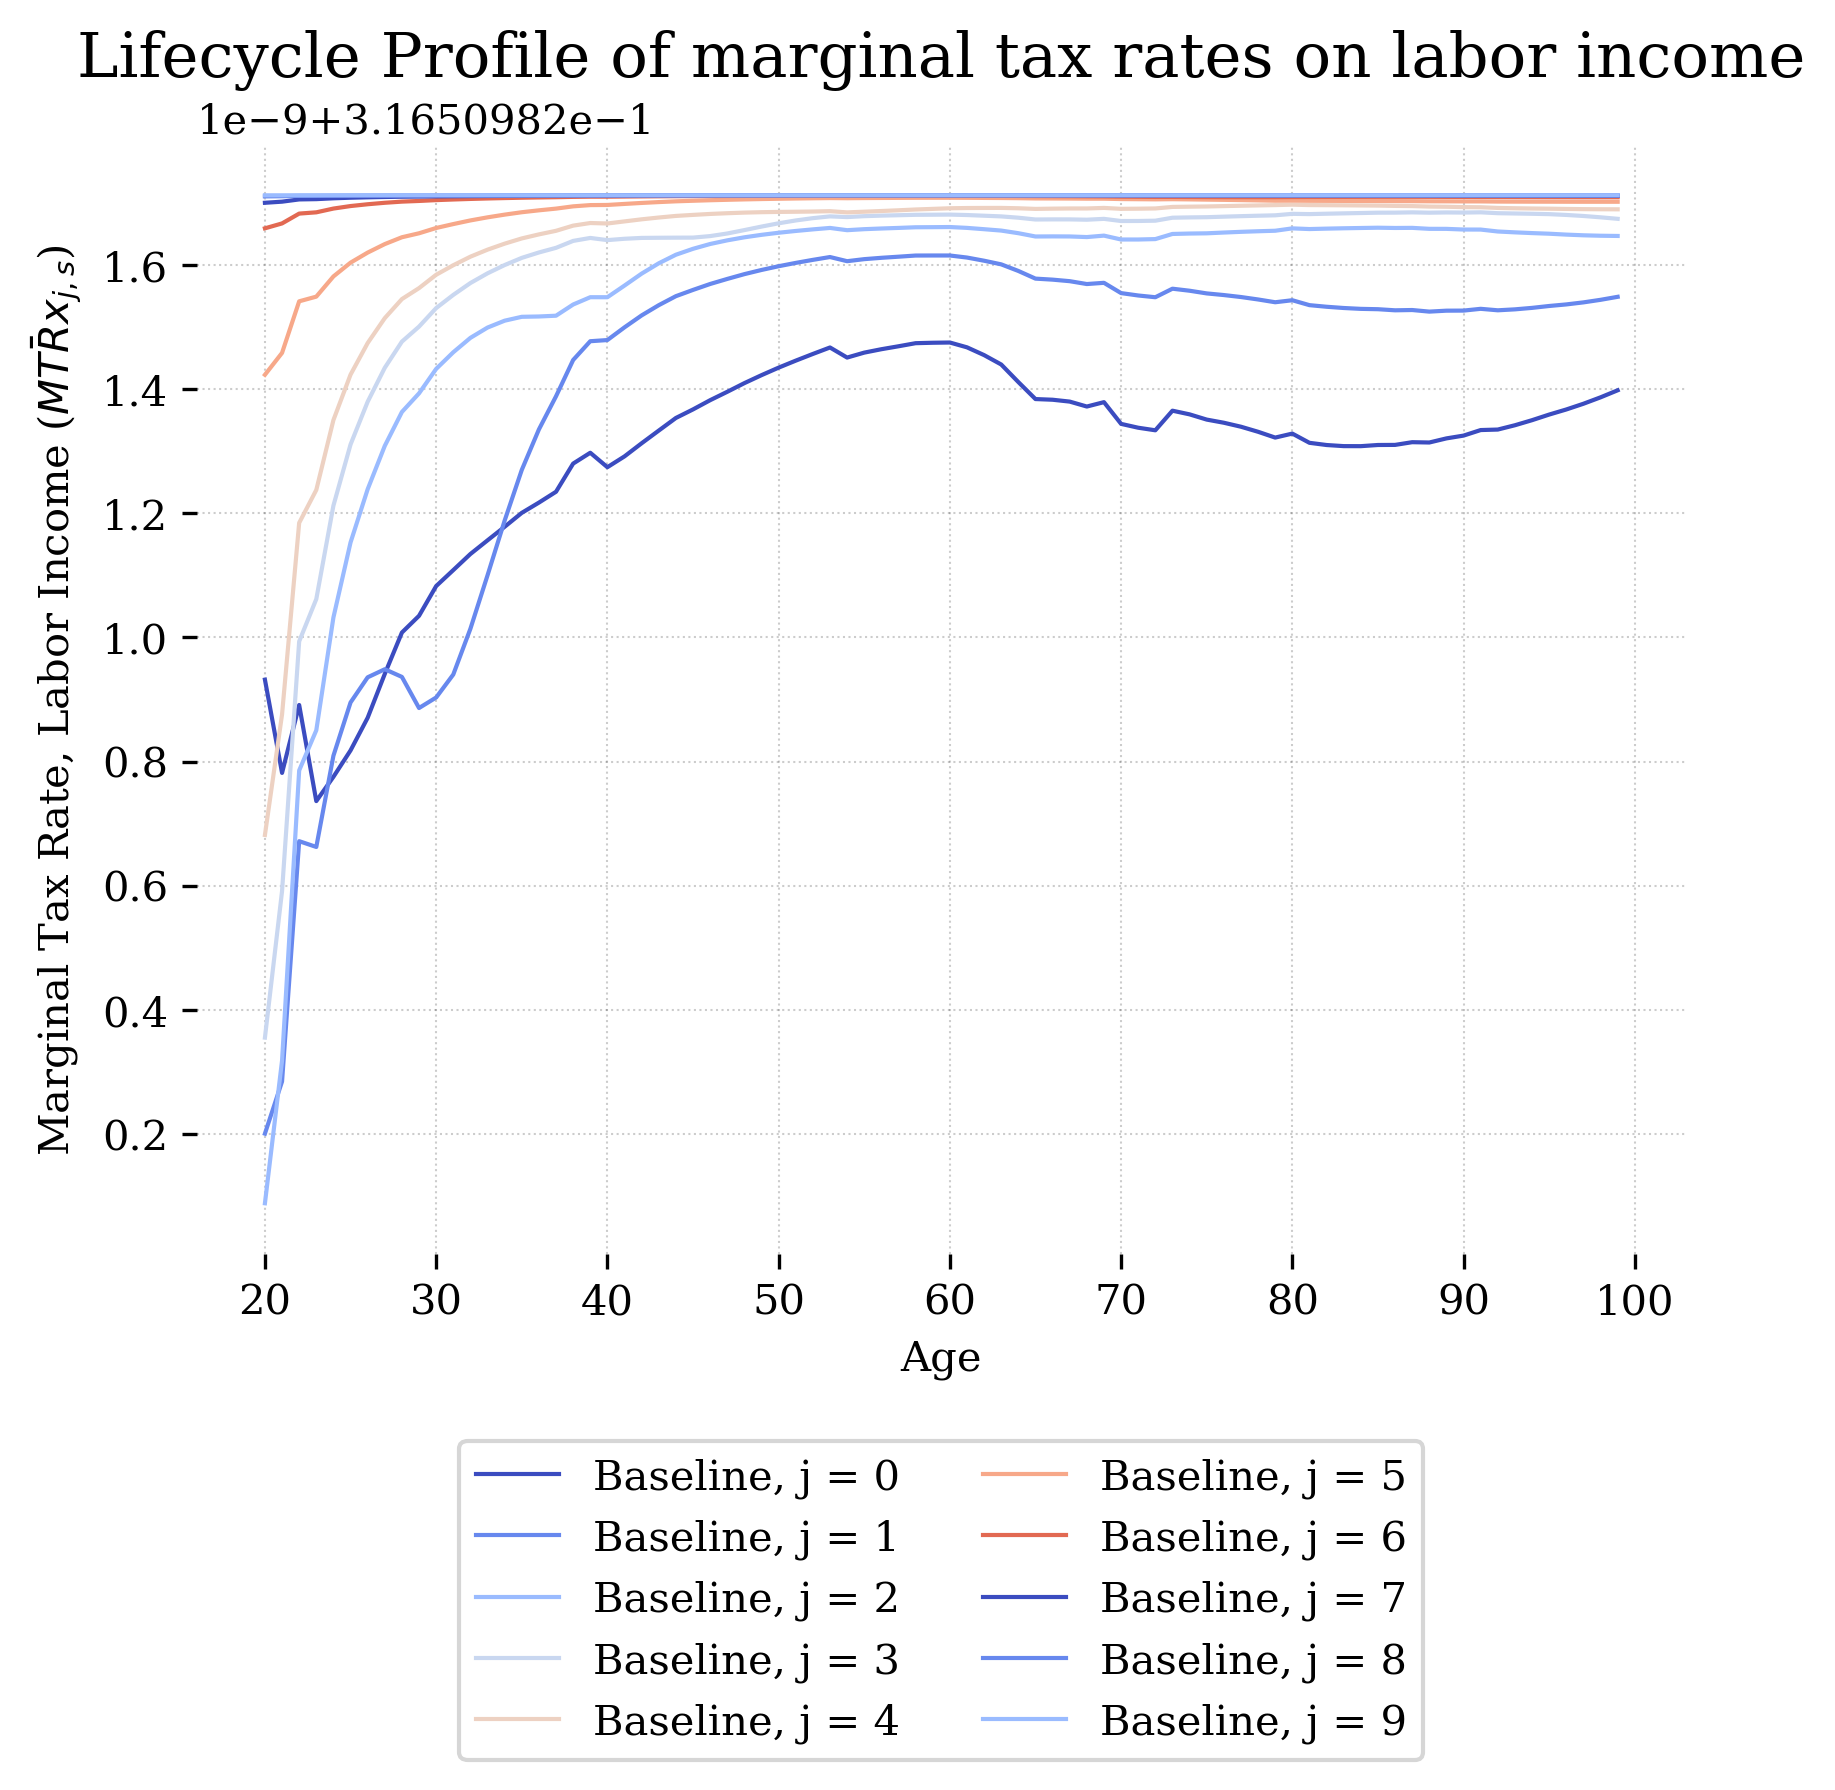 Lifecycle Profile of marginal tax rates on labor income
1e−9+3.1650982e−1
Marginal Tax Rate, Labor Income ($\bar{MTRx}_{j,s}$)
1.6
1.4
1.2
1.0
0.8
0.6
0.4
0.2
20 30 40 50 60 70 80 90 100
Age
Baseline, j = 0
Baseline, j = 1
Baseline, j = 2
Baseline, j = 3
Baseline, j = 4
Baseline, j = 5
Baseline, j = 6
Baseline, j = 7
Baseline, j = 8
Baseline, j = 9